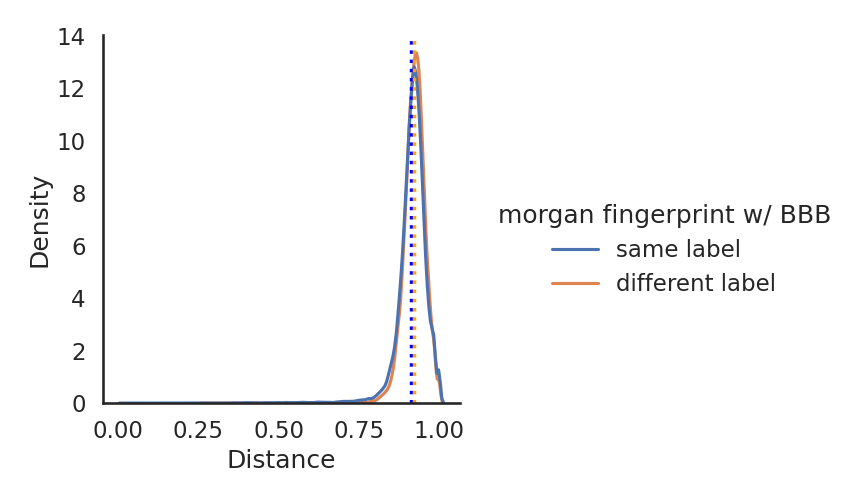 14
12
10
8
6
4
2
0
Density
0.00 0.25 0.50 0.75 1.00
Distance
morgan fingerprint w/ BBB
same label
different label